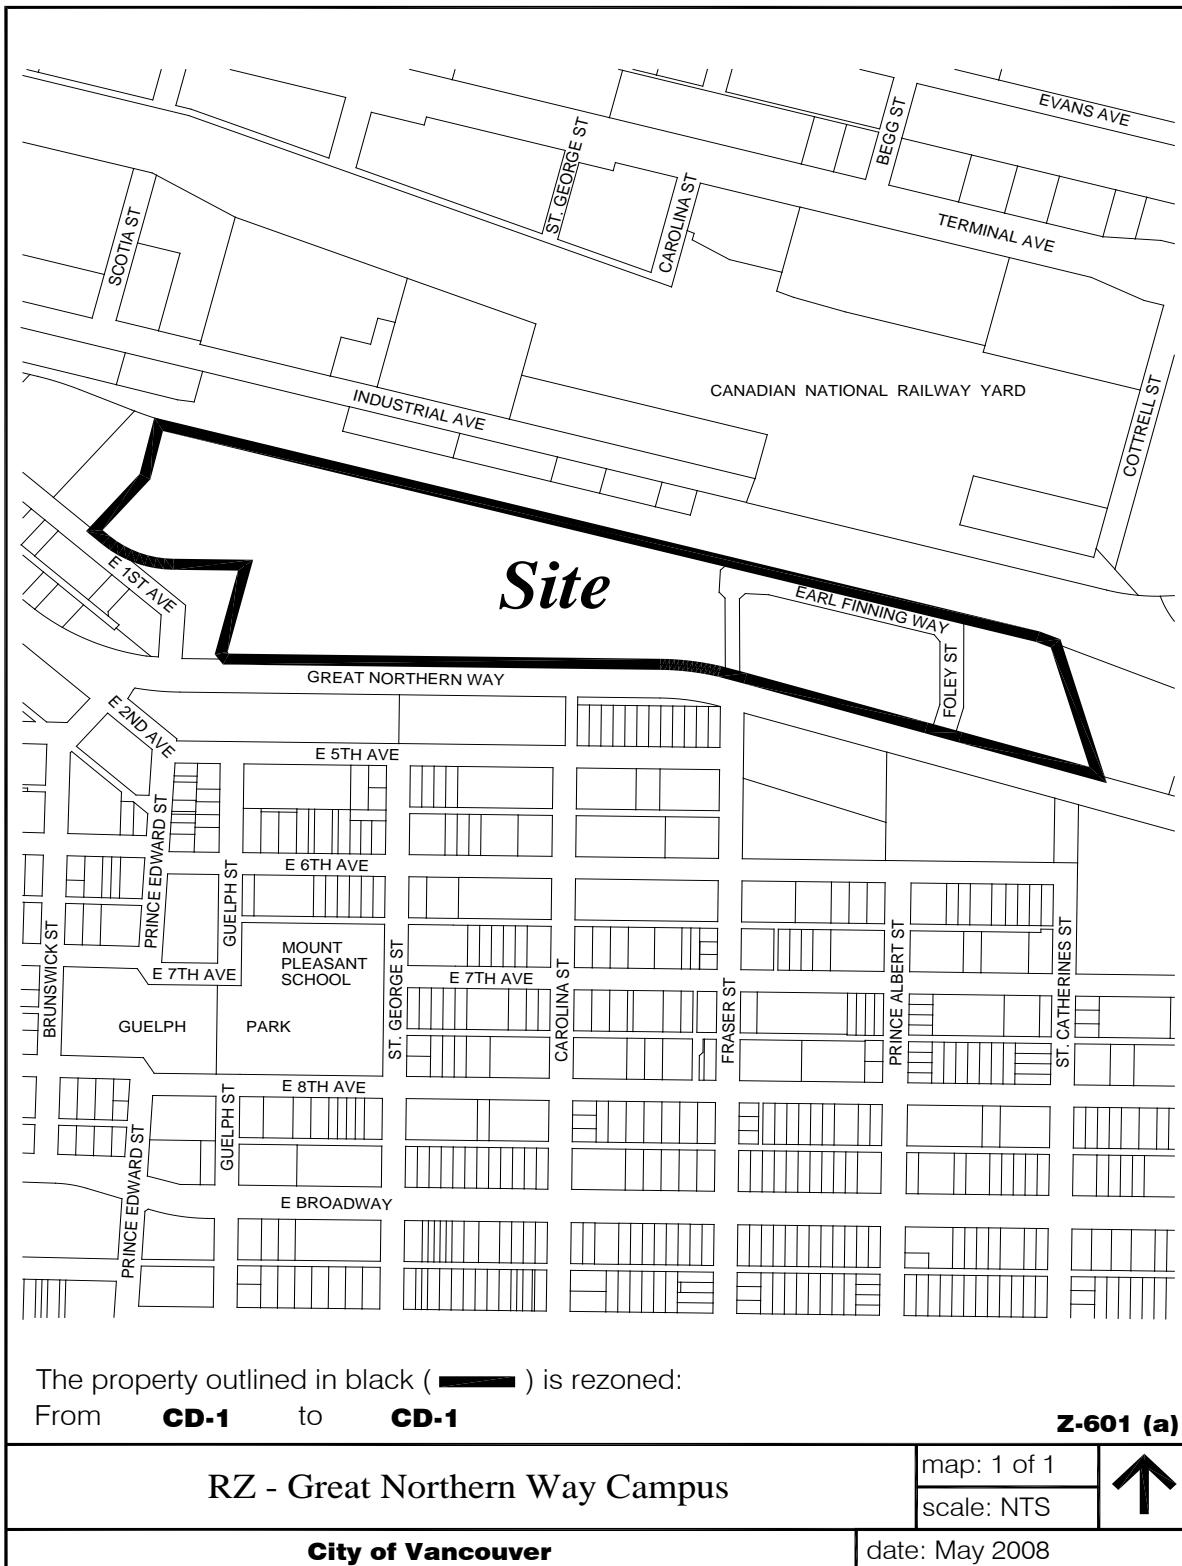 EVANS AVE
BEGG ST
ST. GEORGE ST
CAROLINA ST
TERMINAL AVE
SCOTIA ST
CANADIAN NATIONAL RAILWAY YARD
COTTRELL ST
INDUSTRIAL AVE
Site
E 1ST AVE
EARL FINNING WAY
FOLEY ST
GREAT NORTHERN WAY
E 2ND AVE
E 5TH AVE
PRINCE EDWARD ST
E 6TH AVE
GUELPH ST
BRUNSWICK ST
MOUNT
PLEASANT
SCHOOL
ST. GEORGE ST
E 7TH AVE
E 7TH AVE
CAROLINA ST
FRASER ST
PRINCE ALBERT ST
ST. CATHERINES ST
GUELPH PARK
E 8TH AVE
GUELPH ST
PRINCE EDWARD ST
E BROADWAY
The property outlined in black ( ) is rezoned:
From CD-1 to CD-1
Z-601 (a)
RZ - Great Northern Way Campus
map: 1 of 1
scale: NTS
City of Vancouver
date: May 2008